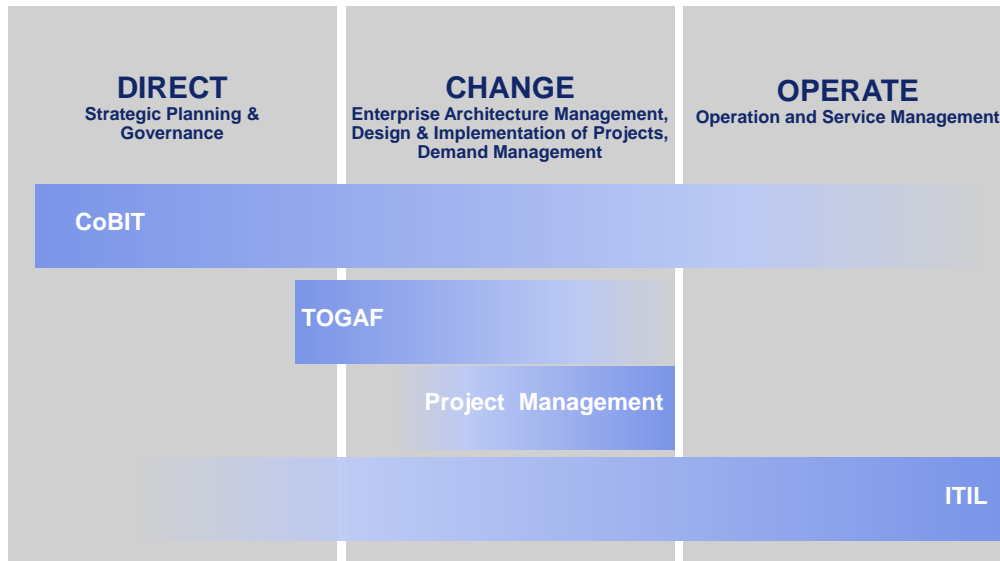 DIRECT
Strategic Planning &
Governance
CHANGE
Enterprise Architecture Management,
Design & Implementation of Projects,
Demand Management
OPERATE
Operation and Service Management
CoBIT
TOGAF
Project Management
ITIL